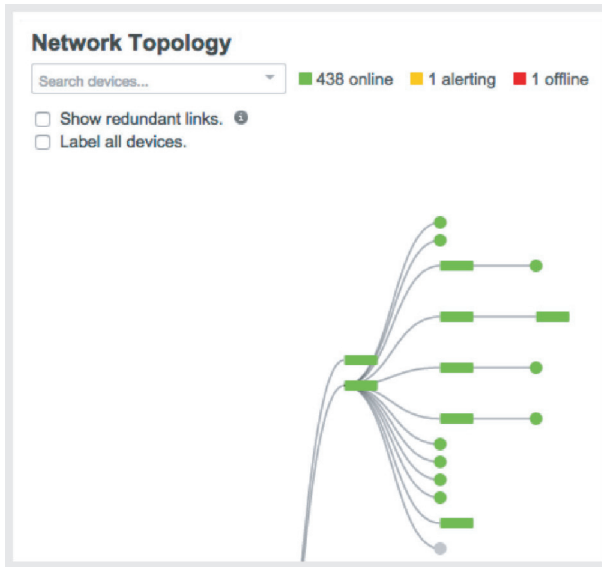 Network Topology
Search devices...
438 online 1 alerting 1 offline
Show redundant links.
Label all devices.